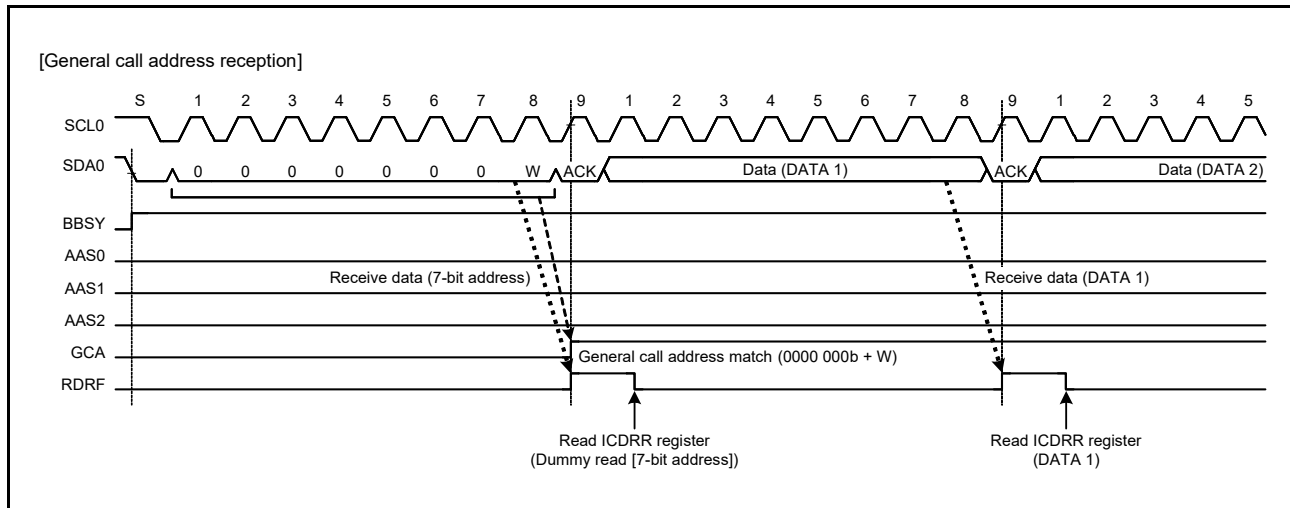 [General call address reception]
S 1 2 3 4 5 6 7 8 9 1 2 3 4 5 6 7 8 9 1 2 3 4 5
SCL0
SDA0 0 0 0 0 0 0 0 W ACK Data (DATA 1) ACK Data (DATA 2)
BBSY
AAS0
Receive data (7-bit address) Receive data (DATA 1)
AAS1
AAS2
GCA General call address match (0000 000b + W)
RDRF
Read ICDRR register Read ICDRR register
(Dummy read [7-bit address]) (DATA 1)